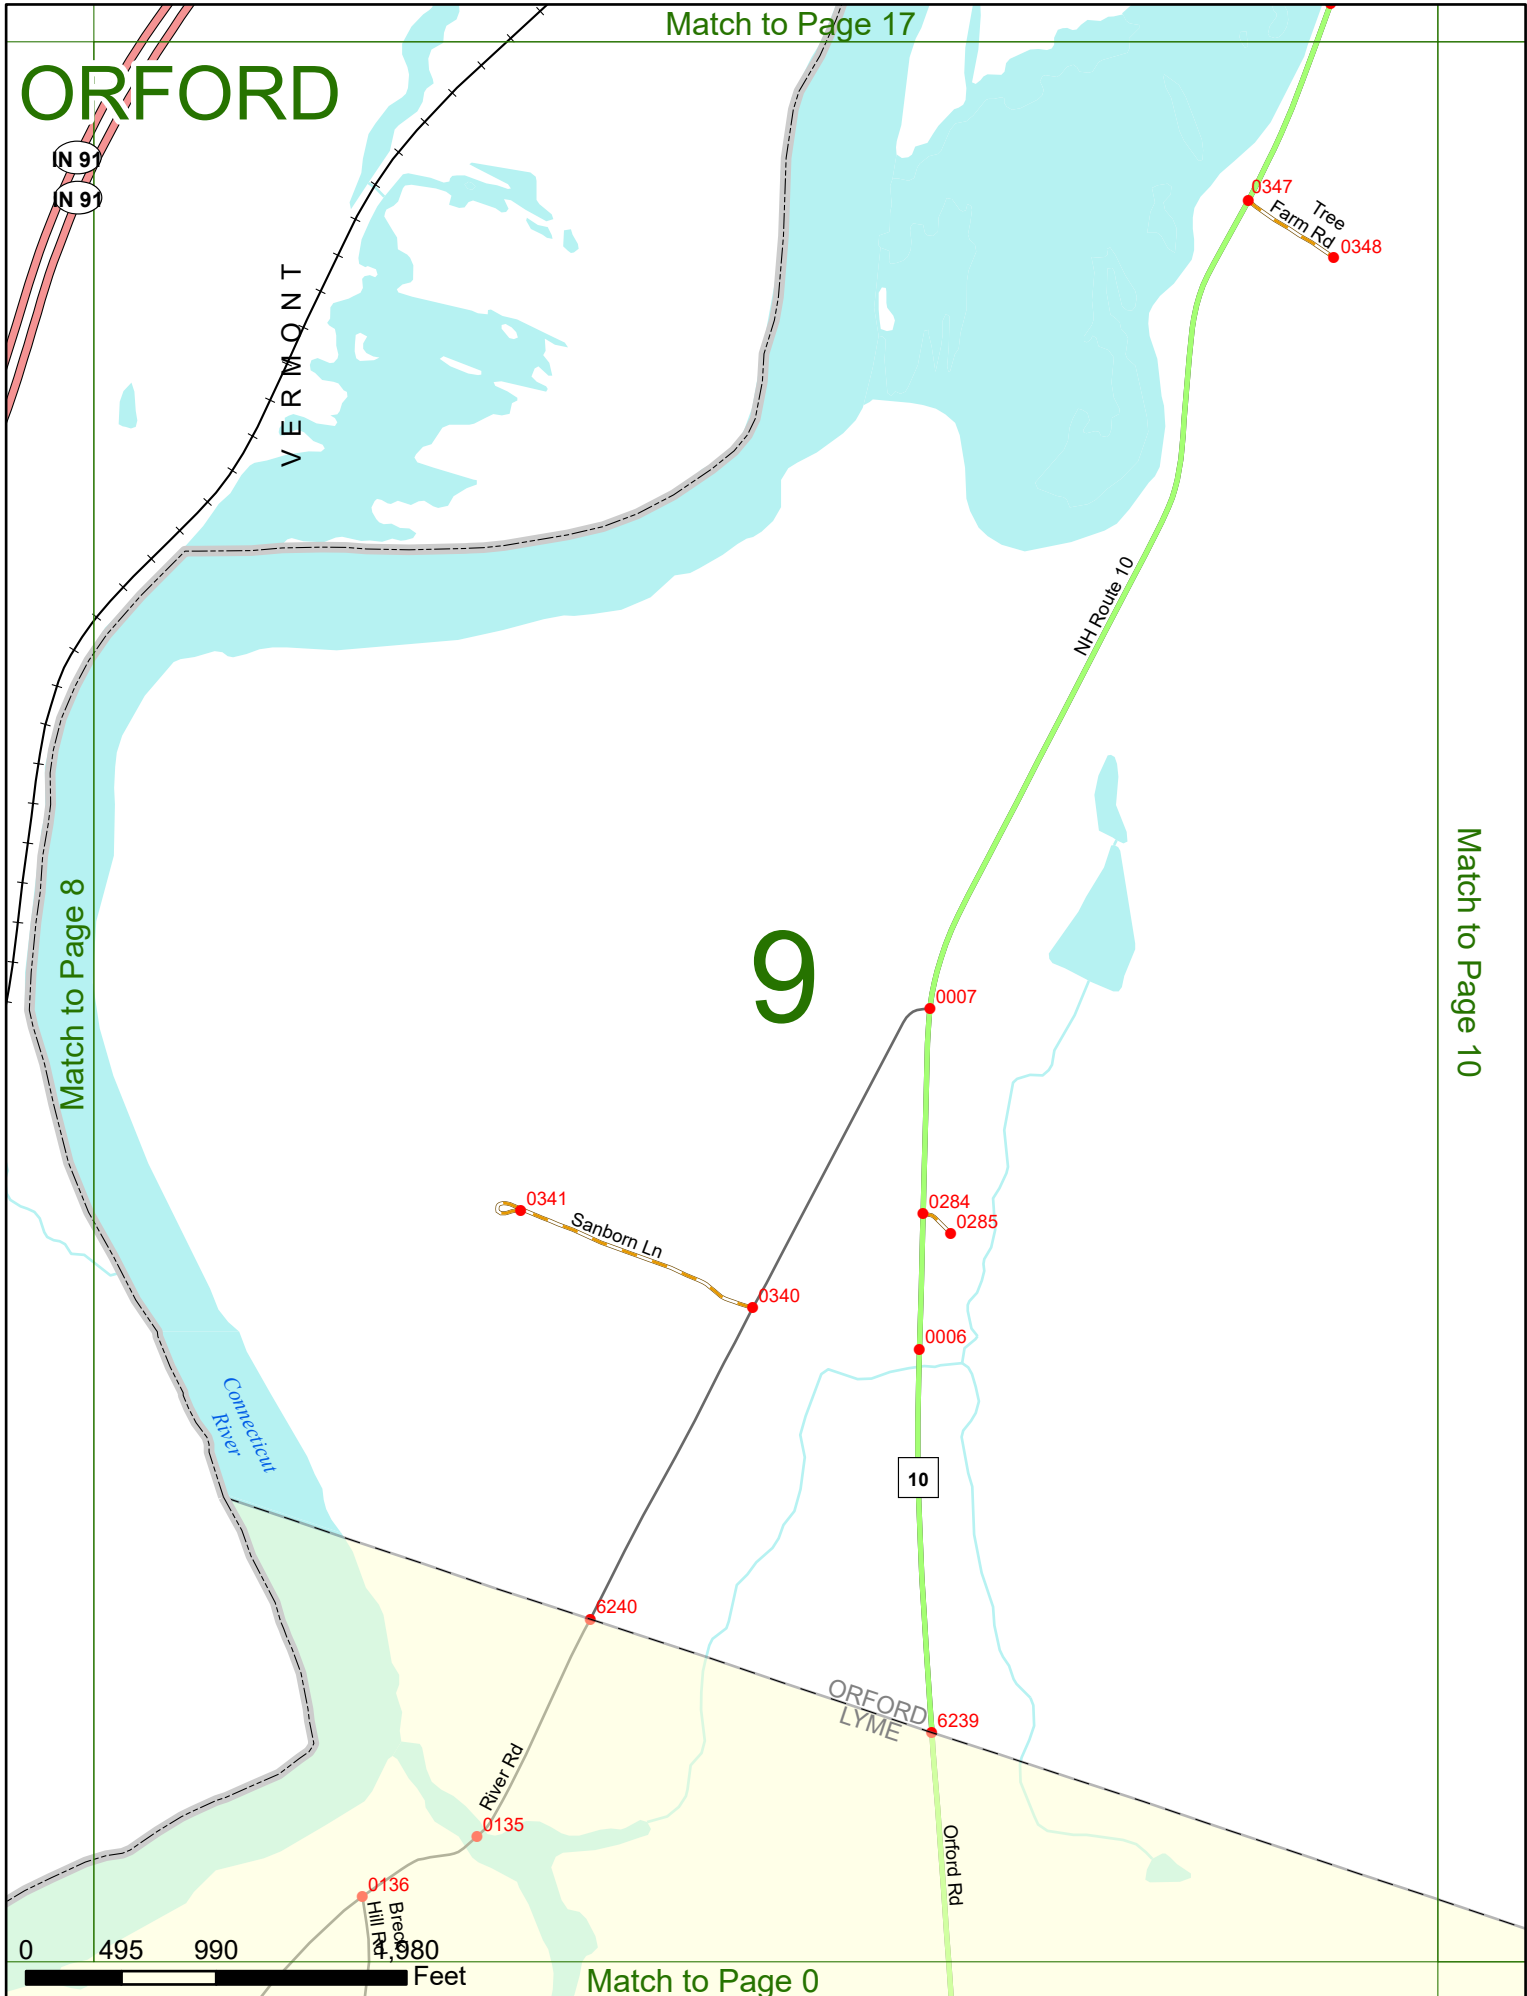 Match to Page 17
ORFORD
IN 91
IN 91
VERMONT
0347
Tree
Farm Rd
0348
NH Route 10
Match to Page 8
9
Match to Page 10
0007
0341
Sanborn Ln
0284
0285
0340
0006
Connecticut
River
10
6240
ORFORD
LYME
6239
River Rd
0135
Orford Rd
0136
Hill Rd
0 495 990 1,980
Feet
Match to Page 0